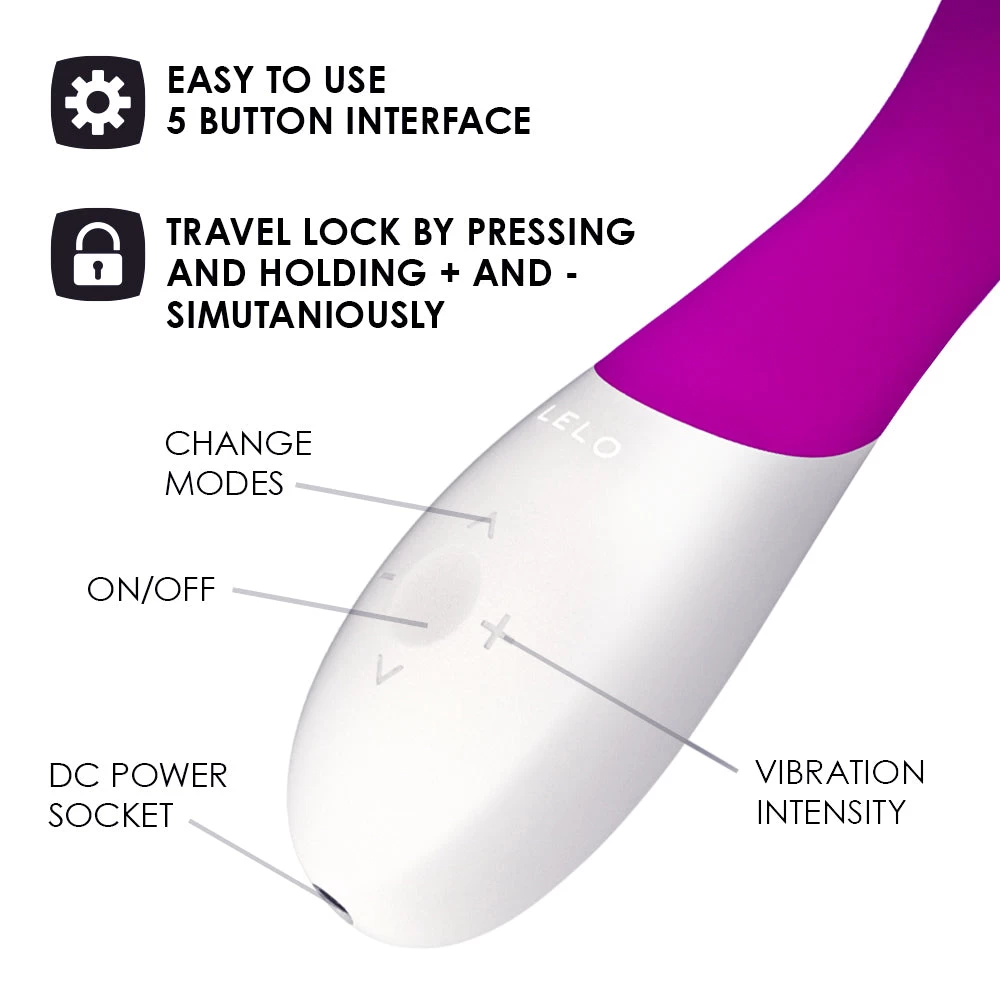 EASY TO USE
5 BUTTON INTERFACE
TRAVEL LOCK BY PRESSING
AND HOLDING + AND -
SIMUTANIOUSLY
LELO
CHANGE
MODES
-
ON/OFF
+
DC POWER
SOCKET
VIBRATION
INTENSITY